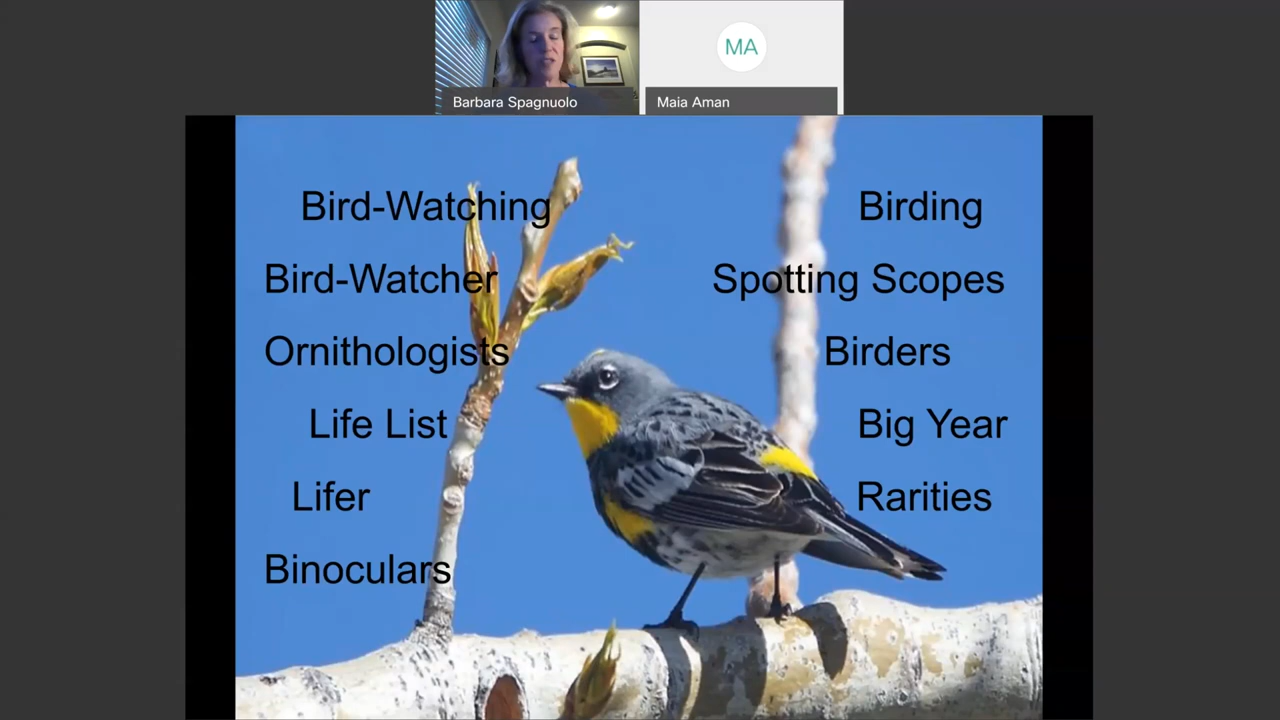 MA
Barbara Spagnuolo
Maia Aman
Bird-Watching
Birding
Bird-Watcher
Spotting Scopes
Ornithologists
Birders
Life List
Big Year
Lifer
Rarities
Binoculars